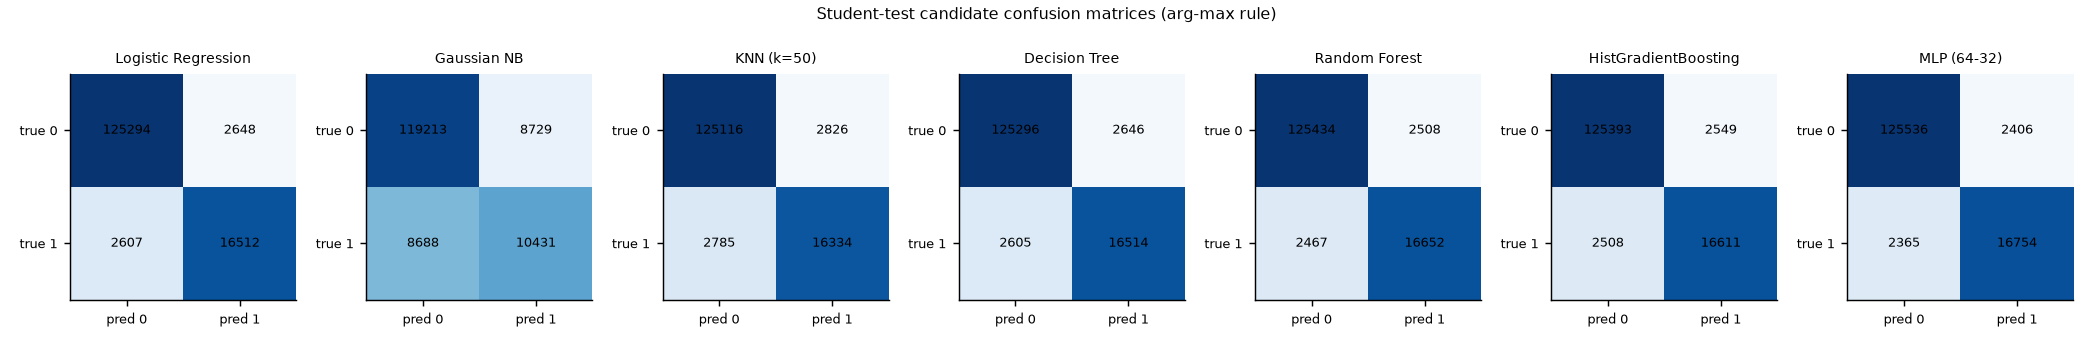 Student-test candidate confusion matrices (arg-max rule)
Logistic Regression
true 0
125294 2648
true 1
2607 16512
pred 0 pred 1
Gaussian NB
true 0
119213 8729
true 1
8688 10431
pred 0 pred 1
KNN (k=50)
true 0
125116 2826
true 1
2785 16334
pred 0 pred 1
Decision Tree
true 0
125296 2646
true 1
2605 16514
pred 0 pred 1
Random Forest
true 0
125434 2508
true 1
2467 16652
pred 0 pred 1
HistGradientBoosting
true 0
125393 2549
true 1
2508 16611
pred 0 pred 1
MLP (64-32)
true 0
125536 2406
true 1
2365 16754
pred 0 pred 1